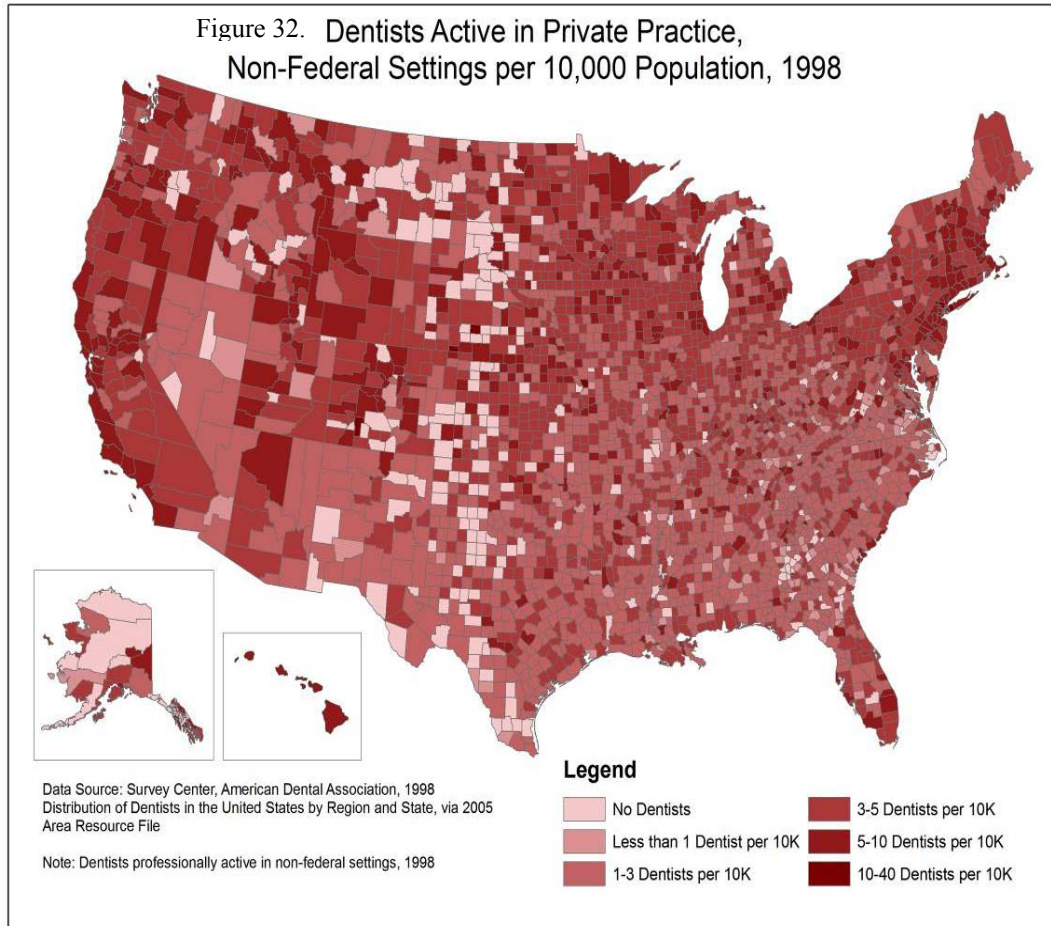 Figure 32. Dentists Active in Private Practice,
Non-Federal Settings per 10,000 Population, 1998
Data Source: Survey Center, American Dental Association, 1998
Distribution of Dentists in the United States by Region and State, via 2005
Area Resource File
Note: Dentists professionally active in non-federal settings, 1998
Legend
No Dentists
Less than 1 Dentist per 10K
1-3 Dentists per 10K
3-5 Dentists per 10K
5-10 Dentists per 10K
10-40 Dentists per 10K